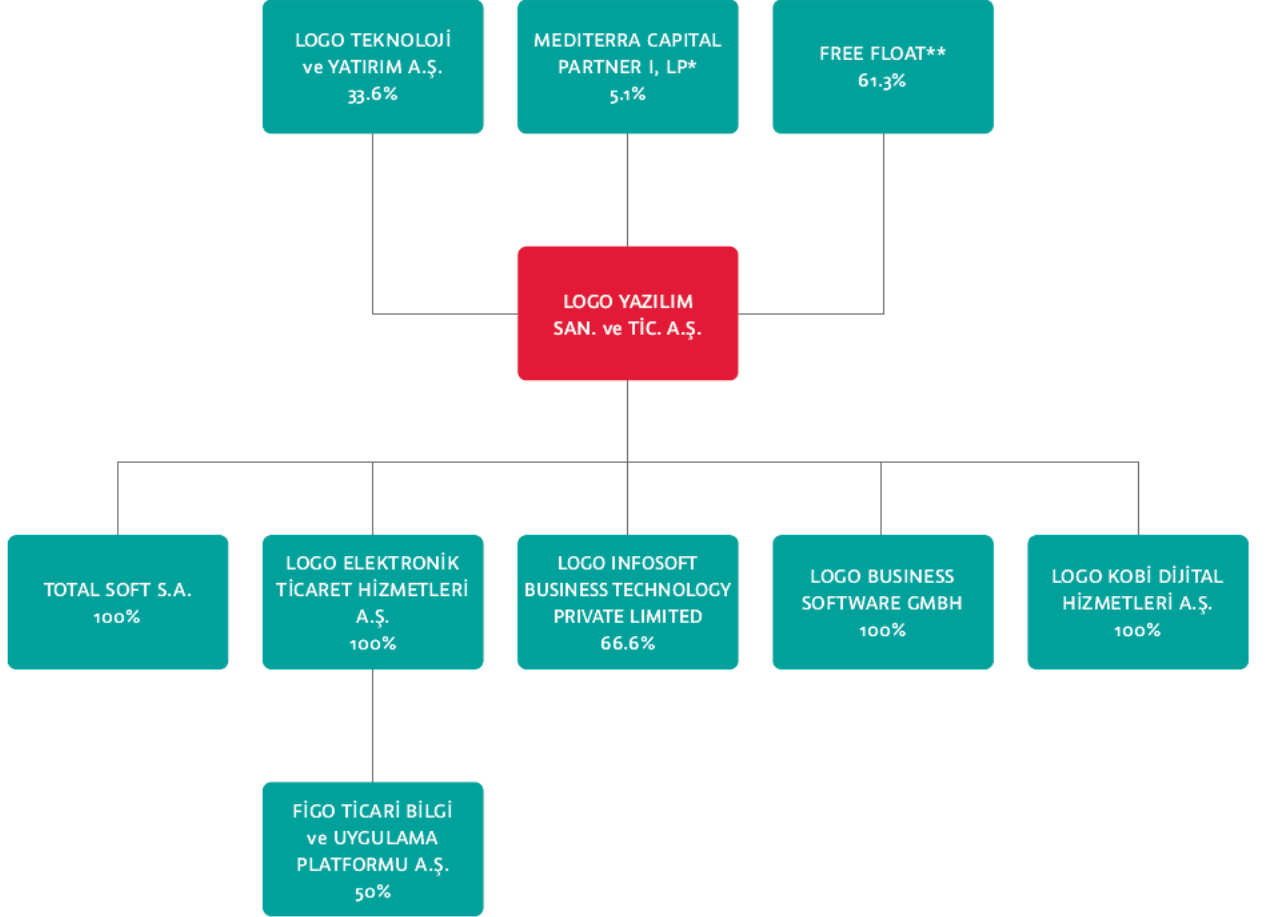 LOGO TEKNOLOJİ
ve YATIRIM A.Ş.
33.6%
MEDITERRA CAPITAL
PARTNER I, LP*
5.1%
FREE FLOAT**
61.3%
LOGO YAZILIM
SAN. ve TİC. A.Ş.
TOTAL SOFT S.A.
100%
LOGO ELEKTRONİK
TİCARET HİZMETLERİ
A.Ş.
100%
LOGO INFOSOFT
BUSINESS TECHNOLOGY
PRIVATE LIMITED
66.6%
LOGO BUSINESS
SOFTWARE GMBH
100%
LOGO KOBİ DİJİTAL
HİZMETLERİ A.Ş.
100%
FİGO TİCARİ BİLGİ
ve UYGULAMA
PLATFORMU A.Ş.
50%